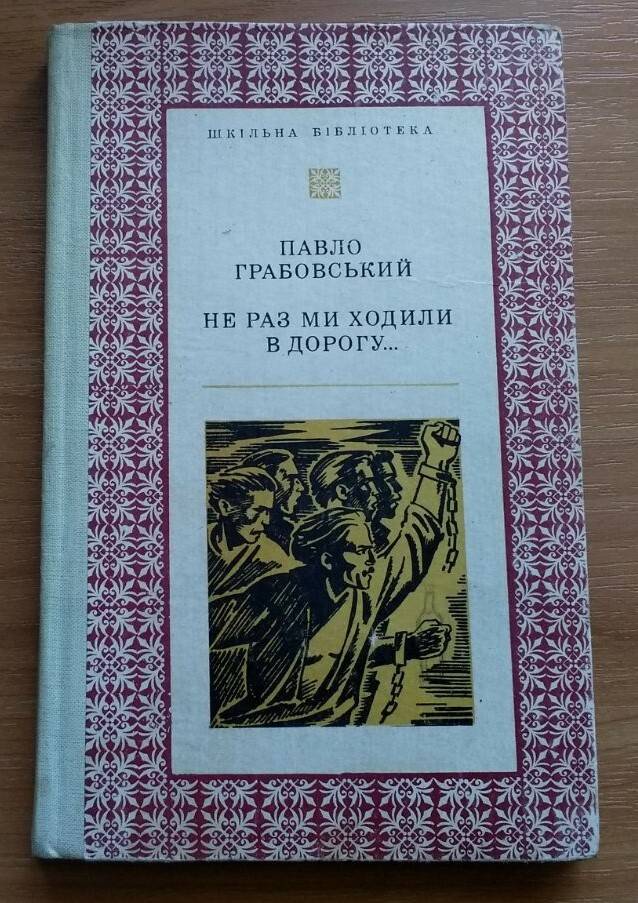 ШКІЛЬНА БІБЛІОТЕКА
ПАВЛО
ГРАБОВСЬКИЙ
НЕ РАЗ МИ ХОДИЛИ
В ДОРОГУ...